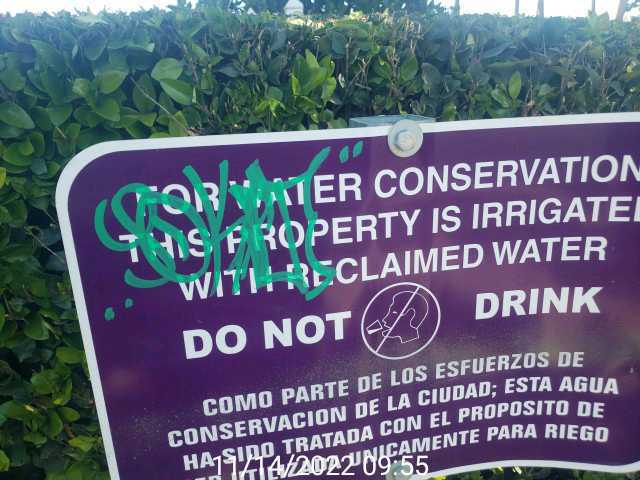 FOR WATER CONSERVATION
THIS PROPERTY IS IRRIGATED
WITH RECLAIMED WATER
DO NOT DRINK
COMO PARTE DE LOS ESFUERZOS DE
CONSERVACION DE LA CIUDAD; ESTA AGUA
HA SIDO TRATADA CON EL PROPOSITO DE
UNICAMENTE PARA RIEGO
11/14/2022 09:55